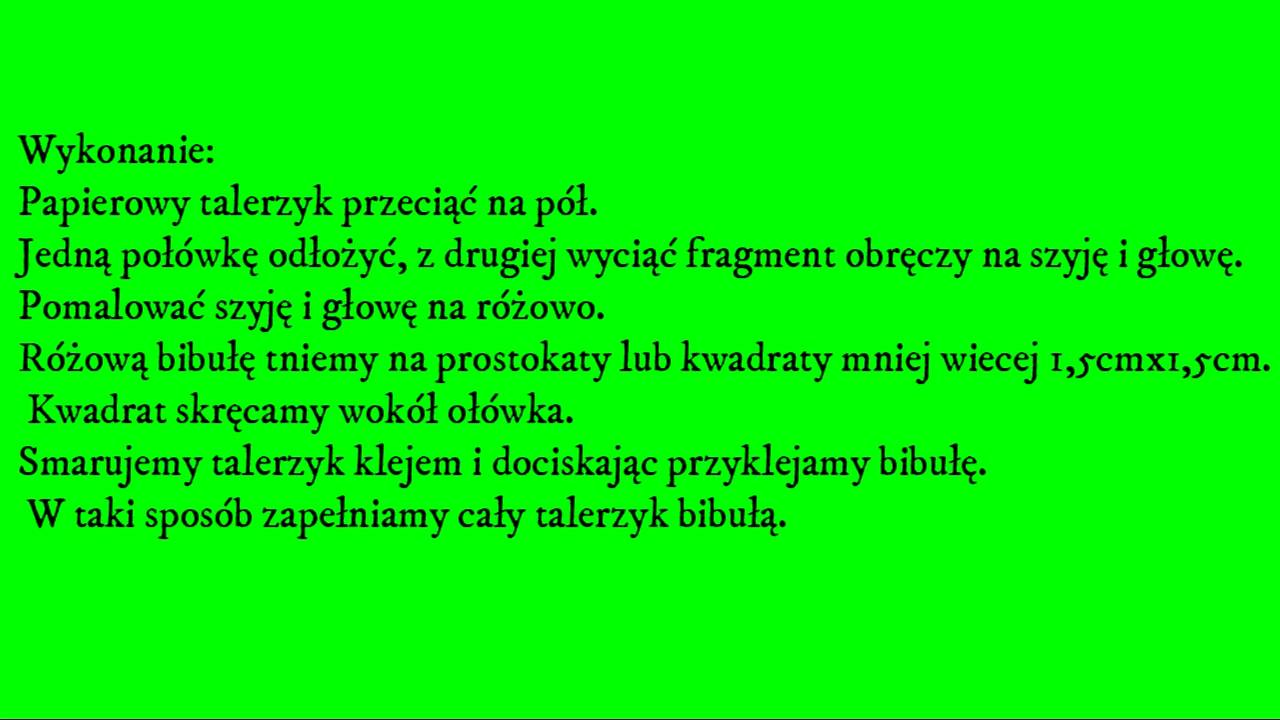 Wykonanie:
Papierowy talerzyk przeciąć na pół.
Jedną połówkę odłożyć, z drugiej wyciąć fragment obręczy na szyję i głowę.
Pomalować szyję i głowę na różowo.
Różową bibułę tniemy na prostokaty lub kwadraty mniej wiecej 1,5cmx1,5cm.
Kwadrat skręcamy wokół ołówka.
Smarujemy talerzyk klejem i dociskając przyklejamy bibułę.
W taki sposób zapełniamy cały talerzyk bibułą.